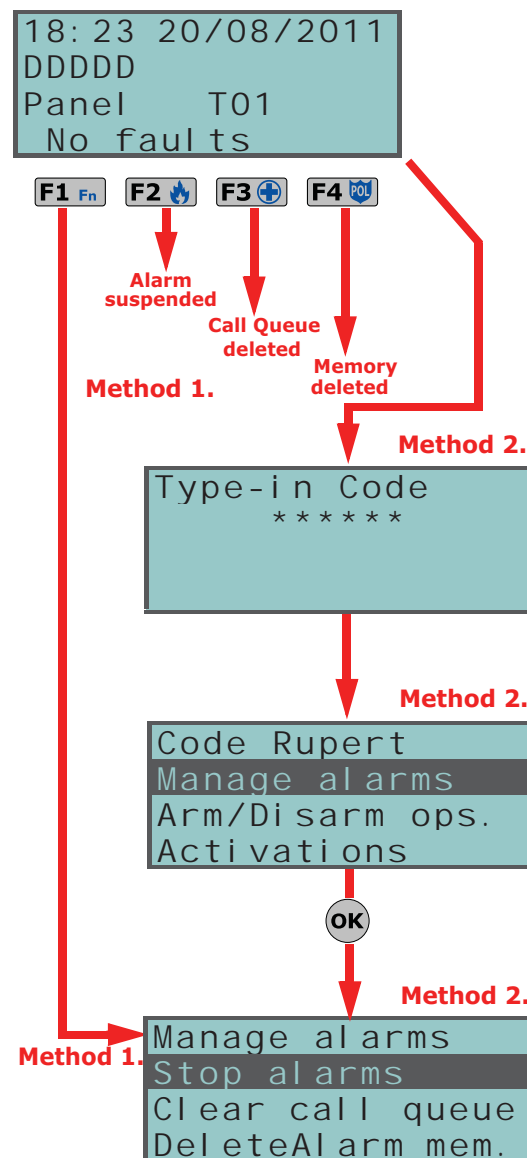 18:23 20/08/2011
DDDDD
Panel T01
No faults
F1 Fn F2 F3 F4 POL
Alarm
suspended
Call Queue
deleted
Memory
deleted
Method 1.
Method 2.
Type-in Code
******
Method 2.
Code Rupert
Manage alarms
Arm/Disarm ops.
Activations
OK
Method 2.
Method 1.
Manage alarms
Stop alarms
Clear call queue
DeleteAlarm mem.